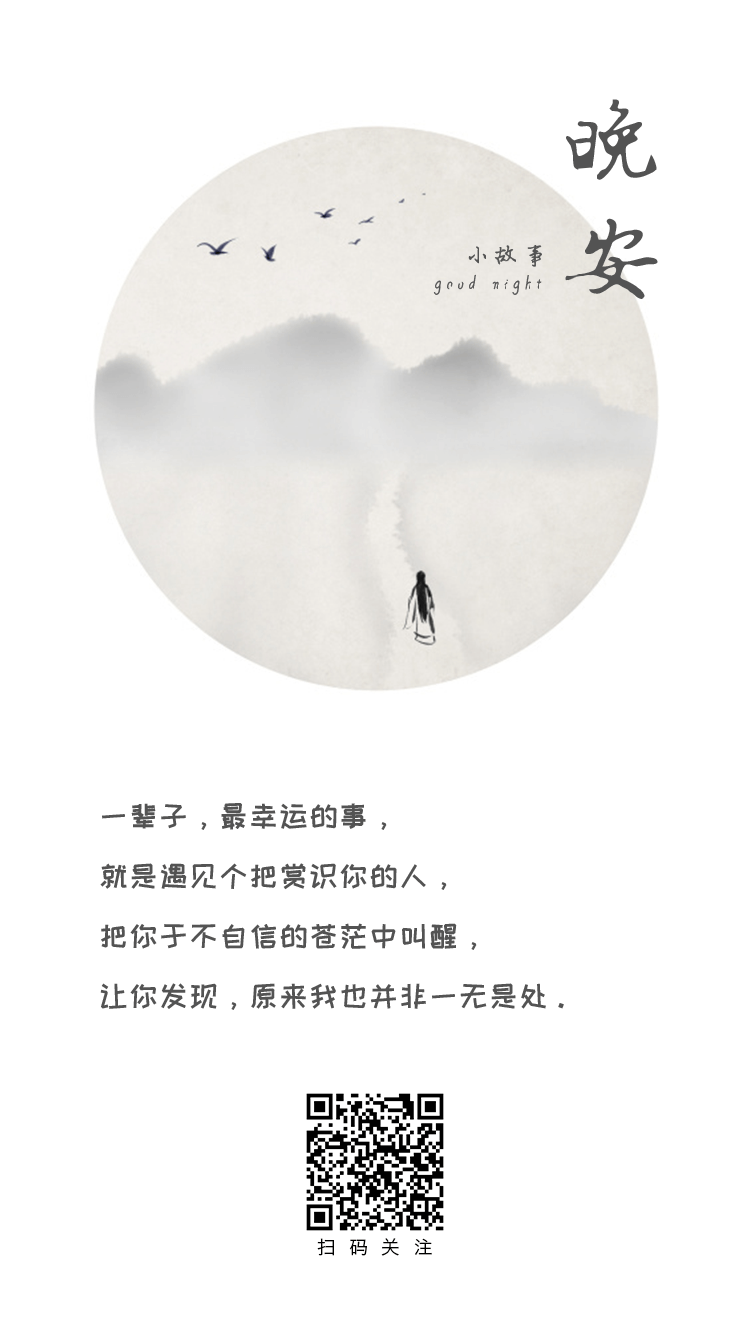 晚安
小故事
good night
一辈子，最幸运的事，
就是遇见个把赏识你的人，
把你于不自信的苍茫中叫醒，
让你发现，原来我也并非一无是处．
扫码关注